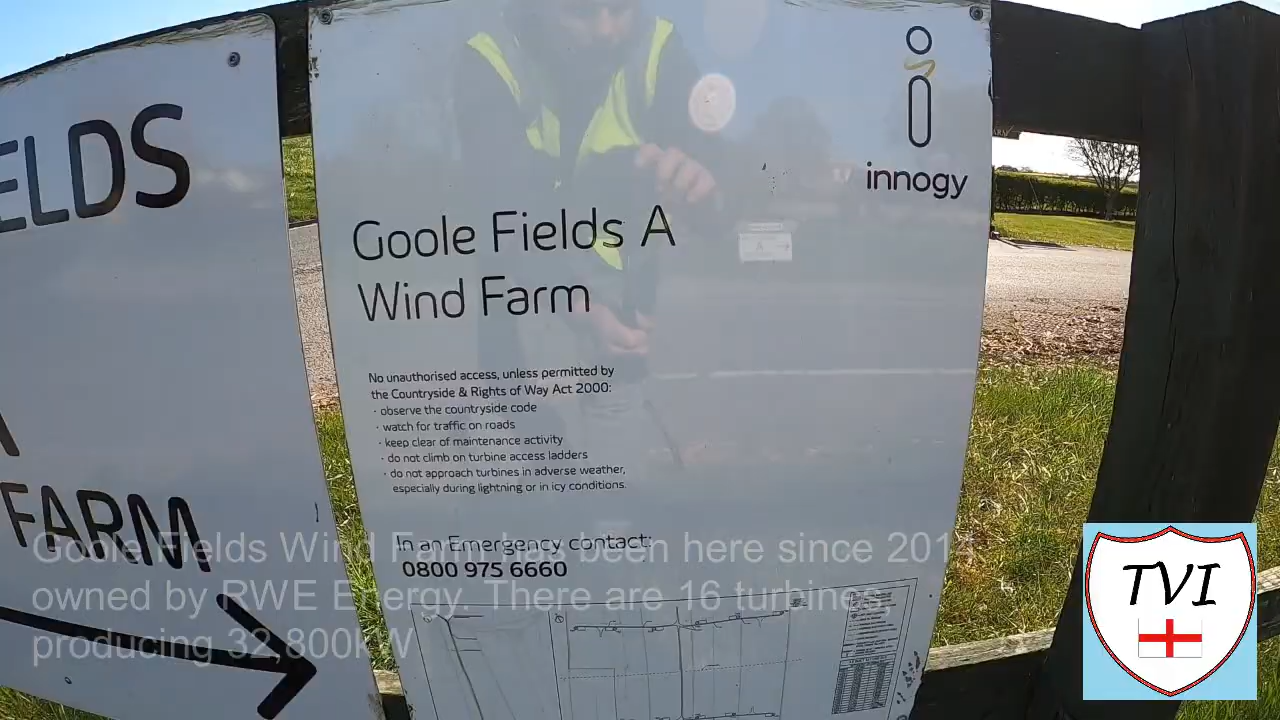 ELDS
FARM
innogy
Goole Fields A
Wind Farm
No unauthorised access, unless permitted by
the Countryside & Rights of Way Act 2000:
· observe the countryside code
· watch for traffic on roads
· keep clear of maintenance activity
· do not climb on turbine access ladders
· do not approach turbines in adverse weather,
especially during lightning or in icy conditions.
In an Emergency contact:
0800 975 6660
Goole Fields Wind Farm has been here since
owned by RWE Energy. There are 16 turbines,
producing 32,800kW
TVI